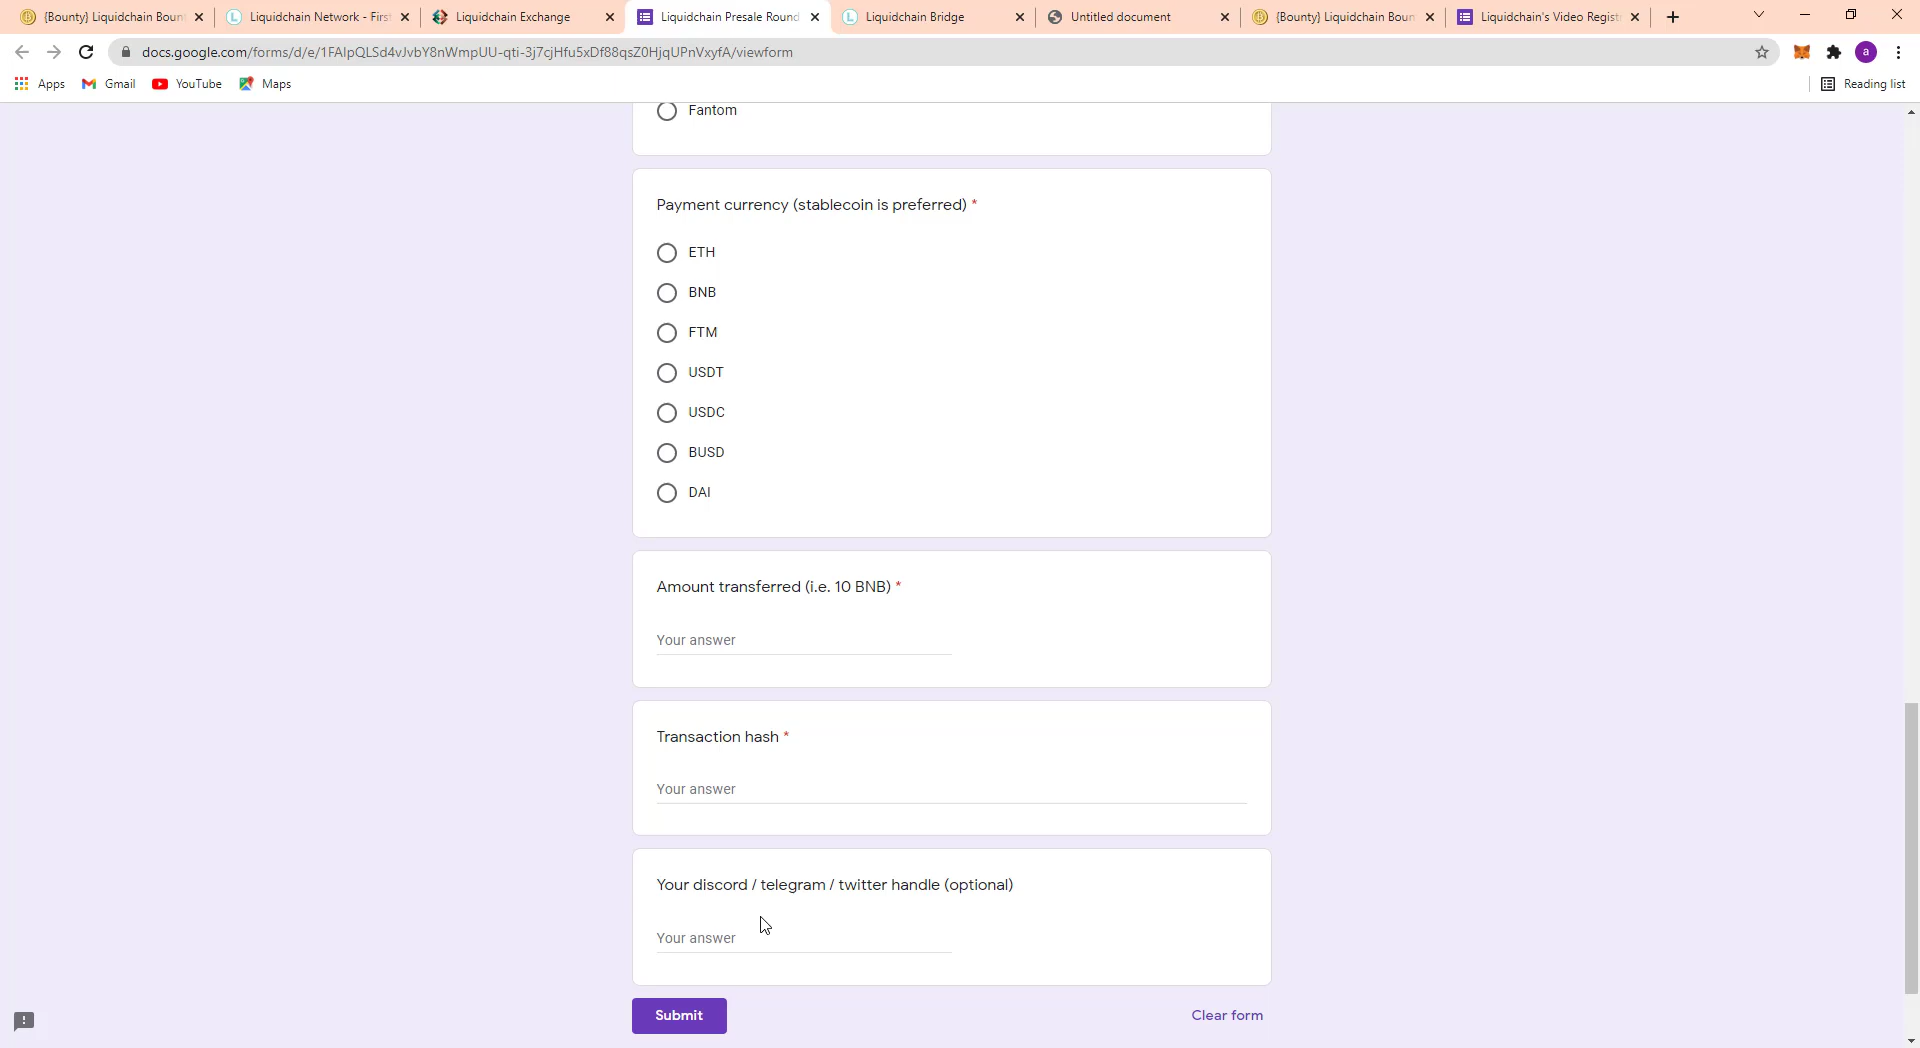 {Bounty} Liquidchain Boun
Liquidchain Network - Firs
Liquidchain Exchange
Liquidchain Presale Round
Liquidchain Bridge
Untitled document
{Bounty} Liquidchain Boun
Liquidchain's Video Registr
docs.google.com/forms/d/e/1FAIpQLSd4vJvbY8nWmpUU-qti-3j7cjHfu5xDf88qsZ0HjqUPnVxyfA/viewform
a
Apps
Gmail
YouTube
Maps
Reading list
Fantom
Payment currency (stablecoin is preferred) *
ETH
BNB
FTM
USDT
USDC
BUSD
DAI
Amount transferred (i.e. 10 BNB) *
Your answer
Transaction hash *
Your answer
Your discord / telegram / twitter handle (optional)
Your answer
Submit
Clear form